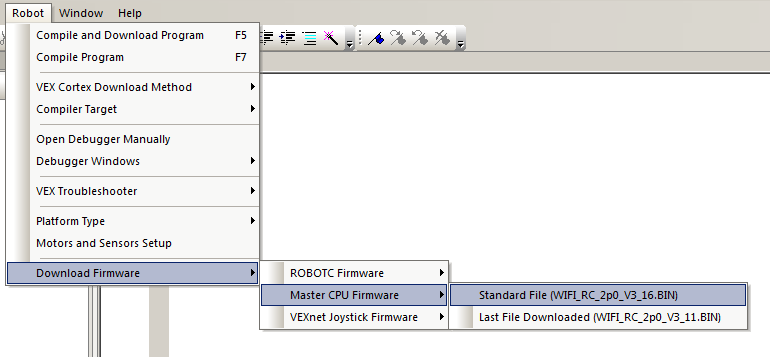 Robot Window Help
Compile and Download Program F5
Compile Program F7
VEX Cortex Download Method
Compiler Target
Open Debugger Manually
Debugger Windows
VEX Troubleshooter
Platform Type
Motors and Sensors Setup
Download Firmware
ROBOTC Firmware
Master CPU Firmware
VEXnet Joystick Firmware
Standard File (WIFI_RC_2p0_V3_16.BIN)
Last File Downloaded (WIFI_RC_2p0_V3_11.BIN)